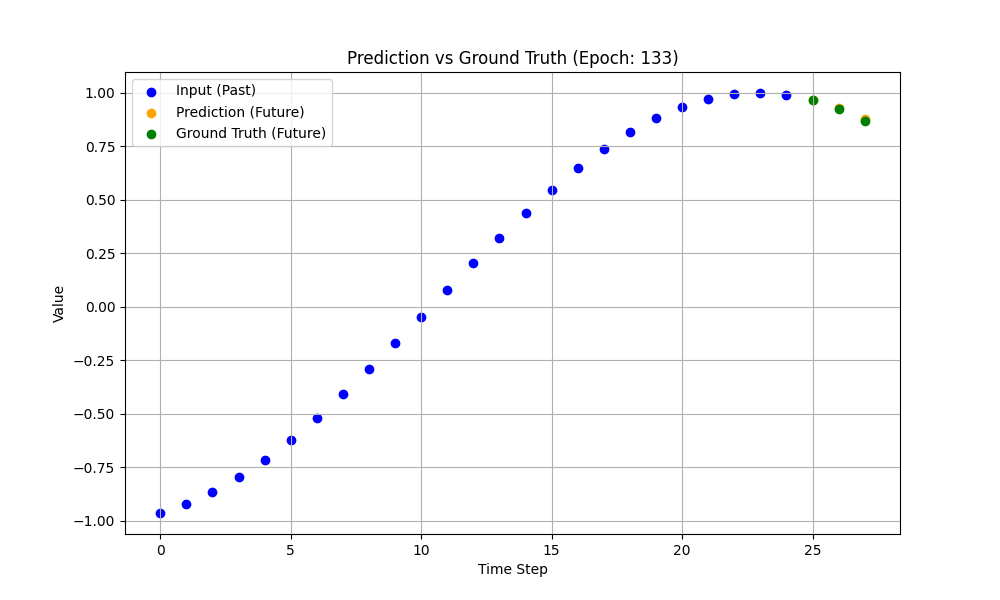 Prediction vs Ground Truth (Epoch: 133)
Input (Past)
Prediction (Future)
Ground Truth (Future)
1.00
0.75
0.50
0.25
0.00
−0.25
−0.50
−0.75
−1.00
Value
0 5 10 15 20 25
Time Step